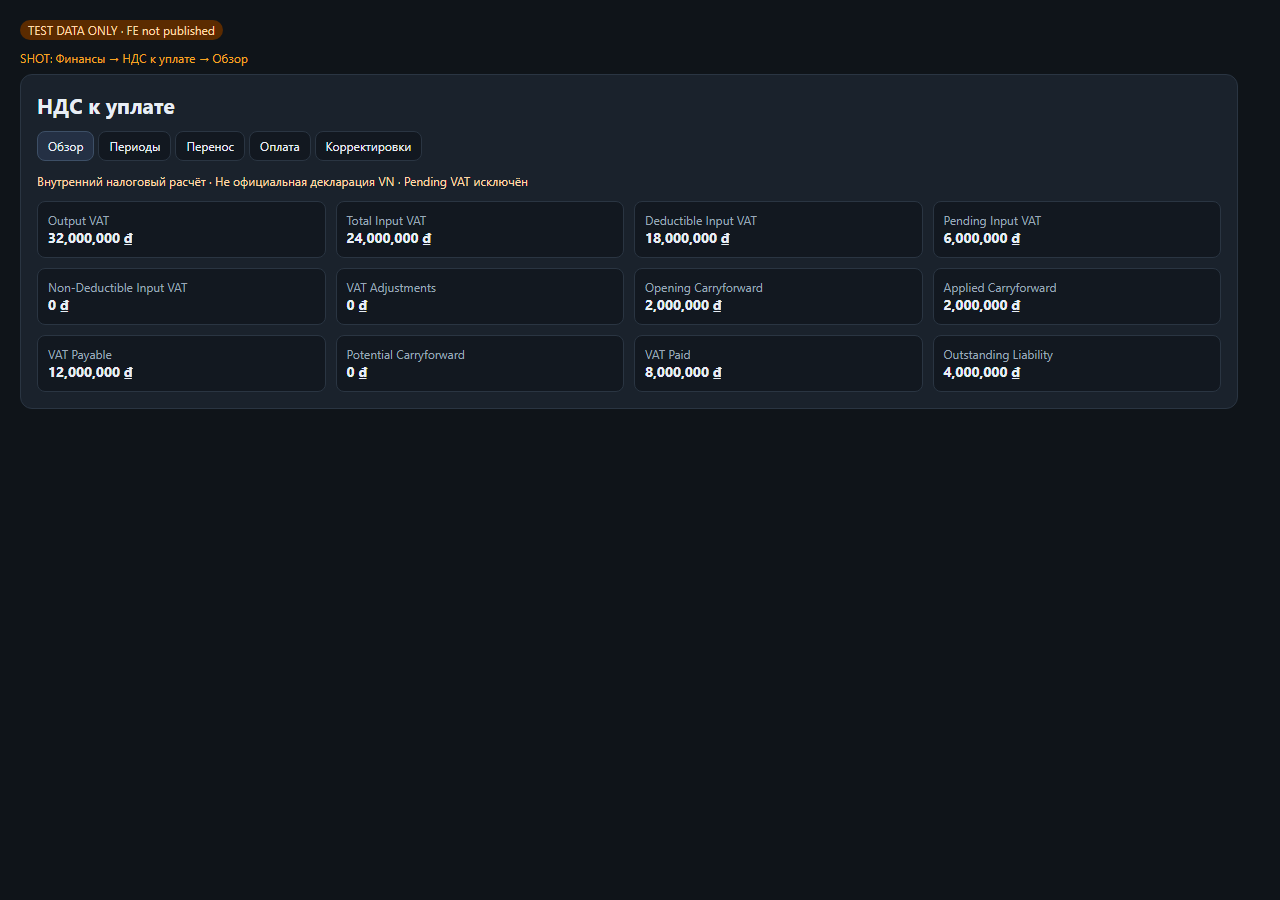 TEST DATA ONLY · FE not published
SHOT: Финансы → НДС к уплате → Обзор
НДС к уплате
Обзор Периоды Перенос Оплата Корректировки
Внутренний налоговый расчёт · Не официальная декларация VN · Pending VAT исключён
Output VAT Total Input VAT Deductible Input VAT Pending Input VAT
32,000,000 ₫ 24,000,000 ₫ 18,000,000 ₫ 6,000,000 ₫
Non-Deductible Input VAT VAT Adjustments Opening Carryforward Applied Carryforward
0 ₫ 0 ₫ 2,000,000 ₫ 2,000,000 ₫
VAT Payable Potential Carryforward VAT Paid Outstanding Liability
12,000,000 ₫ 0 ₫ 8,000,000 ₫ 4,000,000 ₫